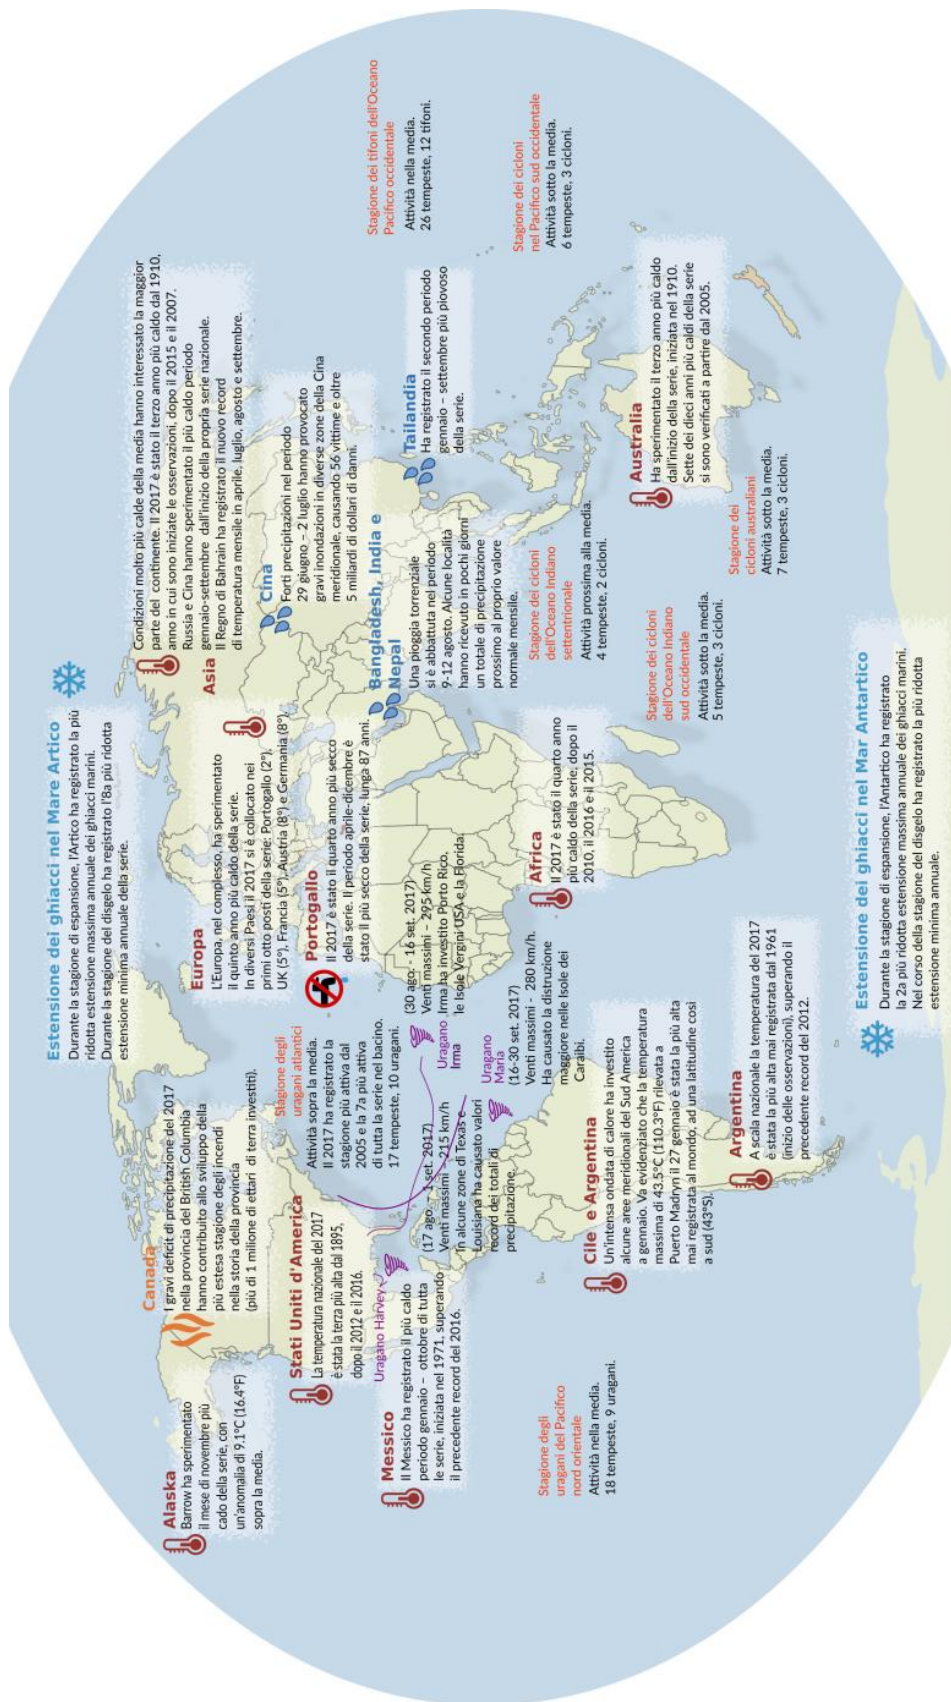 Estensione dei ghiacci nel Mare Artico
Durante la stagione di espansione, l'Artico ha registrato la più
ridotta estensione massima annuale dei ghiacci marini.
Durante la stagione del disgelo ha registrato l'8a più ridotta
estensione minima annuale della serie.
Alaska
Barrow ha sperimentato
il mese di novembre più
cado della serie, con
un'anomalia di 9.1°C (16.4°F)
sopra la media.
Canada
I gravi deficit di precipitazione del 2017
nella provincia del British Columbia
hanno contribuito allo sviluppo della
più estesa stagione degli incendi
nella storia della provincia
(più di 1 milione di ettari di terra investiti).
Europa
L'Europa, nel complesso, ha sperimentato
il quinto anno più caldo della serie.
In diversi Paesi il 2017 si è collocato nei
primi otto posti della serie: Portogallo (2°),
UK (5°), Francia (5°), Austria (8°) e Germania (8°).
Asia
Condizioni molto più calde della media hanno interessato la maggior
parte del continente. Il 2017 è stato il terzo anno più caldo dal 1910,
anno in cui sono iniziate le osservazioni, dopo il 2015 e il 2007.
Russia e Cina hanno sperimentato il più caldo periodo
gennaio-settembre dall'inizio della propria serie nazionale.
Il Regno di Bahrain ha registrato il nuovo record
di temperatura mensile in aprile, luglio, agosto e settembre.
Stati Uniti d'America
La temperatura nazionale del 2017
è stata la terza più alta dal 1895,
dopo il 2012 e il 2016.
Stagione degli
uragani atlantici
Attività sopra la media.
Il 2017 ha registrato la
stagione più attiva dal
2005 e la 7a più attiva
di tutta la serie nel bacino.
17 tempeste, 10 uragani.
Portogallo
Il 2017 è stato il quarto anno più secco
della serie. Il periodo aprile-dicembre è
stato il più secco della serie, lunga 87 anni.
Cina
Forti precipitazioni nel periodo
29 giugno – 2 luglio hanno provocato
gravi inondazioni in diverse zone della Cina
meridionale, causando 56 vittime e oltre
5 miliardi di dollari di danni.
Stagione dei tifoni dell'Oceano
Pacifico occidentale
Attività nella media.
26 tempeste, 12 tifoni.
Messico
Il Messico ha registrato il più caldo
periodo gennaio – ottobre di tutta
le serie, iniziata nel 1971, superando
il precedente record del 2016.
Uragano Harvey
(17 ago. - 1 set. 2017)
Venti massimi – 215 km/h
In alcune zone di Texas e
Louisiana ha causato valori
record dei totali di
precipitazione.
Uragano
Irma
(30 ago. - 16 set. 2017)
Venti massimi – 295 km/h
Irma ha investito Porto Rico,
le Isole Vergini USA e la Florida.
Uragano
Maria
(16-30 set. 2017)
Venti massimi - 280 km/h.
Ha causato la distruzione
maggiore nelle Isole dei
Caraibi.
Bangladesh, India e
Nepal
Una pioggia torrenziale
si è abbattuta nel periodo
9-12 agosto. Alcune località
hanno ricevuto in pochi giorni
un totale di precipitazione
prossimo al proprio valore
normale mensile.
Tailandia
Ha registrato il secondo periodo
gennaio – settembre più piovoso
della serie.
Stagione dei cicloni
nel Pacifico sud occidentale
Attività sotto la media.
6 tempeste, 3 cicloni.
Stagione degli
uragani del Pacifico
nord orientale
Attività nella media.
18 tempeste, 9 uragani.
Cile e Argentina
Un'intensa ondata di calore ha investito
alcune aree meridionali del Sud America
a gennaio. Va evidenziato che la temperatura
massima di 43.5°C (110.3°F) rilevata a
Puerto Madryn il 27 gennaio è stata la più alta
mai registrata al mondo, ad una latitudine così
a sud (43°S).
Africa
Il 2017 è stato il quarto anno
più caldo della serie, dopo il
2010, il 2016 e il 2015.
Stagione dei cicloni
dell'Oceano Indiano
settentrionale
Attività prossima alla media.
4 tempeste, 2 cicloni.
Stagione dei cicloni
dell'Oceano Indiano
sud occidentale
Attività sotto la media.
5 tempeste, 3 cicloni.
Australia
Ha sperimentato il terzo anno più caldo
dall'inizio della serie, iniziata nel 1910.
Sette dei dieci anni più caldi della serie
si sono verificati a partire dal 2005.
Stagione dei
cicloni australiani
Attività sotto la media.
7 tempeste, 3 cicloni.
Argentina
A scala nazionale la temperatura del 2017
è stata la più alta mai registrata dal 1961
(inizio delle osservazioni), superando il
precedente record del 2012.
Estensione dei ghiacci nel Mar Antartico
Durante la stagione di espansione, l'Antartico ha registrato
la 2a più ridotta estensione massima annuale dei ghiacci marini.
Nel corso della stagione del disgelo ha registrato la più ridotta
estensione minima annuale.